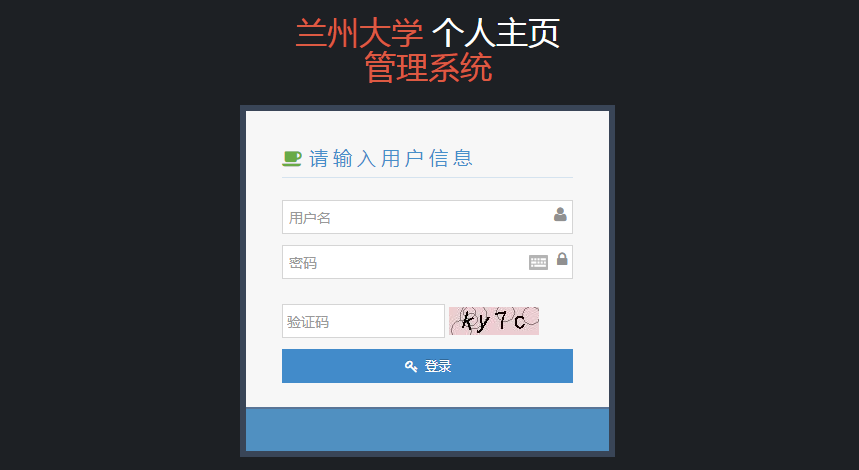 兰州大学 个人主页
管理系统
请输入用户信息
用户名
密码
验证码 ky7c
登录